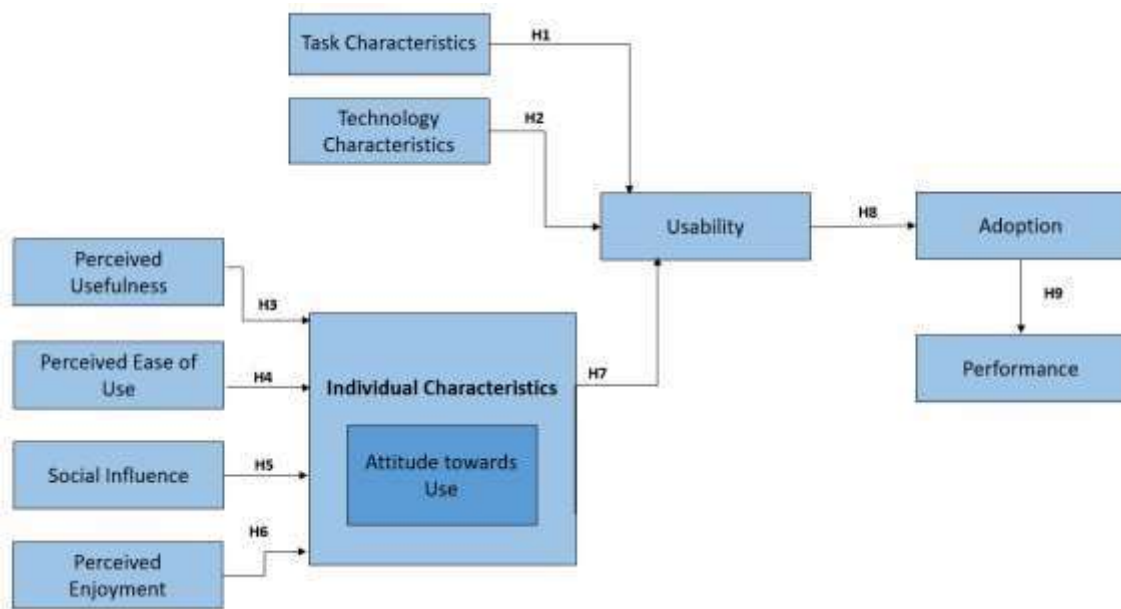 Task Characteristics
H1
Technology
Characteristics
H2
Usability
H8
Adoption
H9
Performance
Perceived
Usefulness
H3
Perceived Ease of
Use
H4
Individual Characteristics
H7
Attitude towards
Use
Social Influence
H5
Perceived
Enjoyment
H6